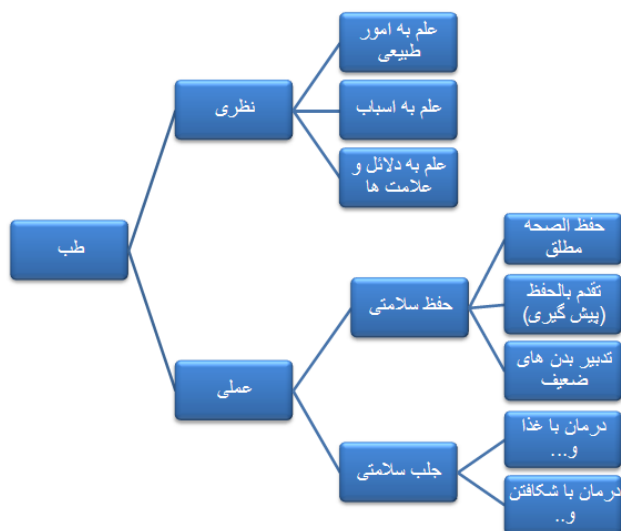 علم به امور
طبیعی
نظری
علم به اسباب
علم به دلائل و
علامت ها
طب
حفظ الصحه
مطلق
حفظ سلامتی
تقدم بالحفظ
(پیش گیری)
تدبیر بدن های
ضعیف
عملی
درمان با غذا
و...
جلب سلامتی
درمان با شکافتن
و..